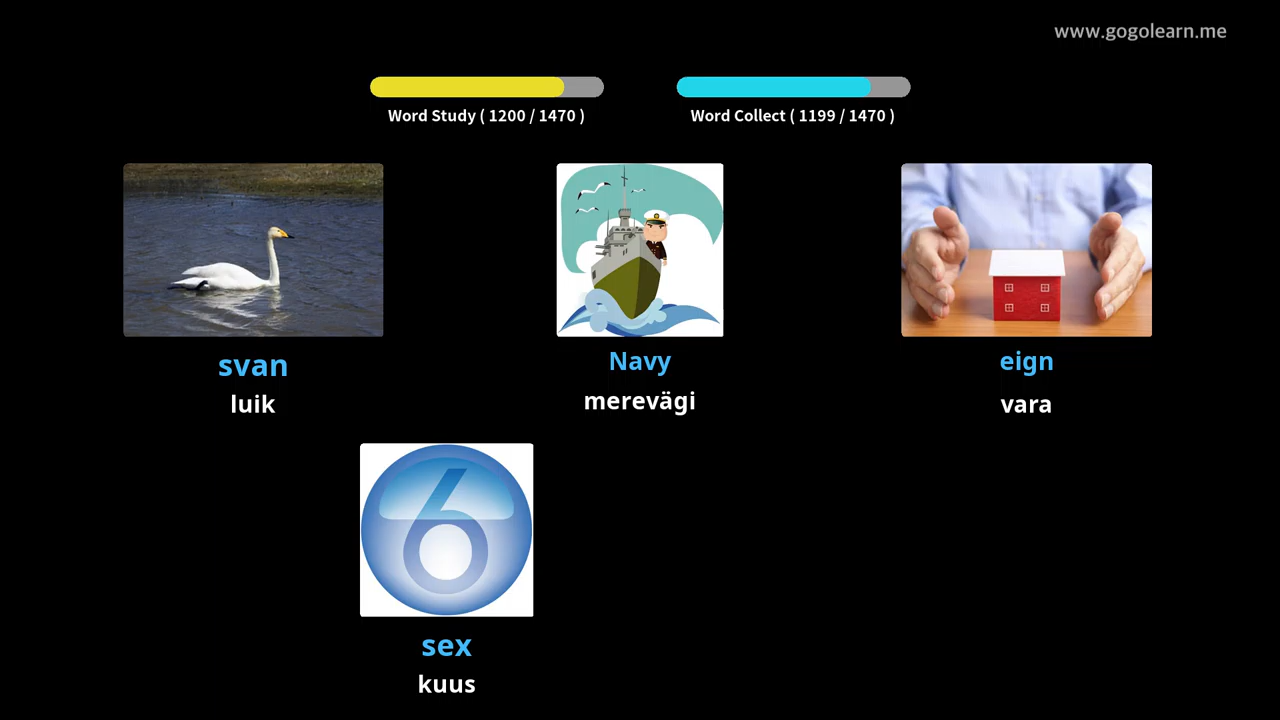 www.gogolearn.me
Word Study ( 1200 / 1470 )
Word Collect ( 1199 / 1470 )
svan
luik
Navy
merevägi
eign
vara
6
sex
kuus